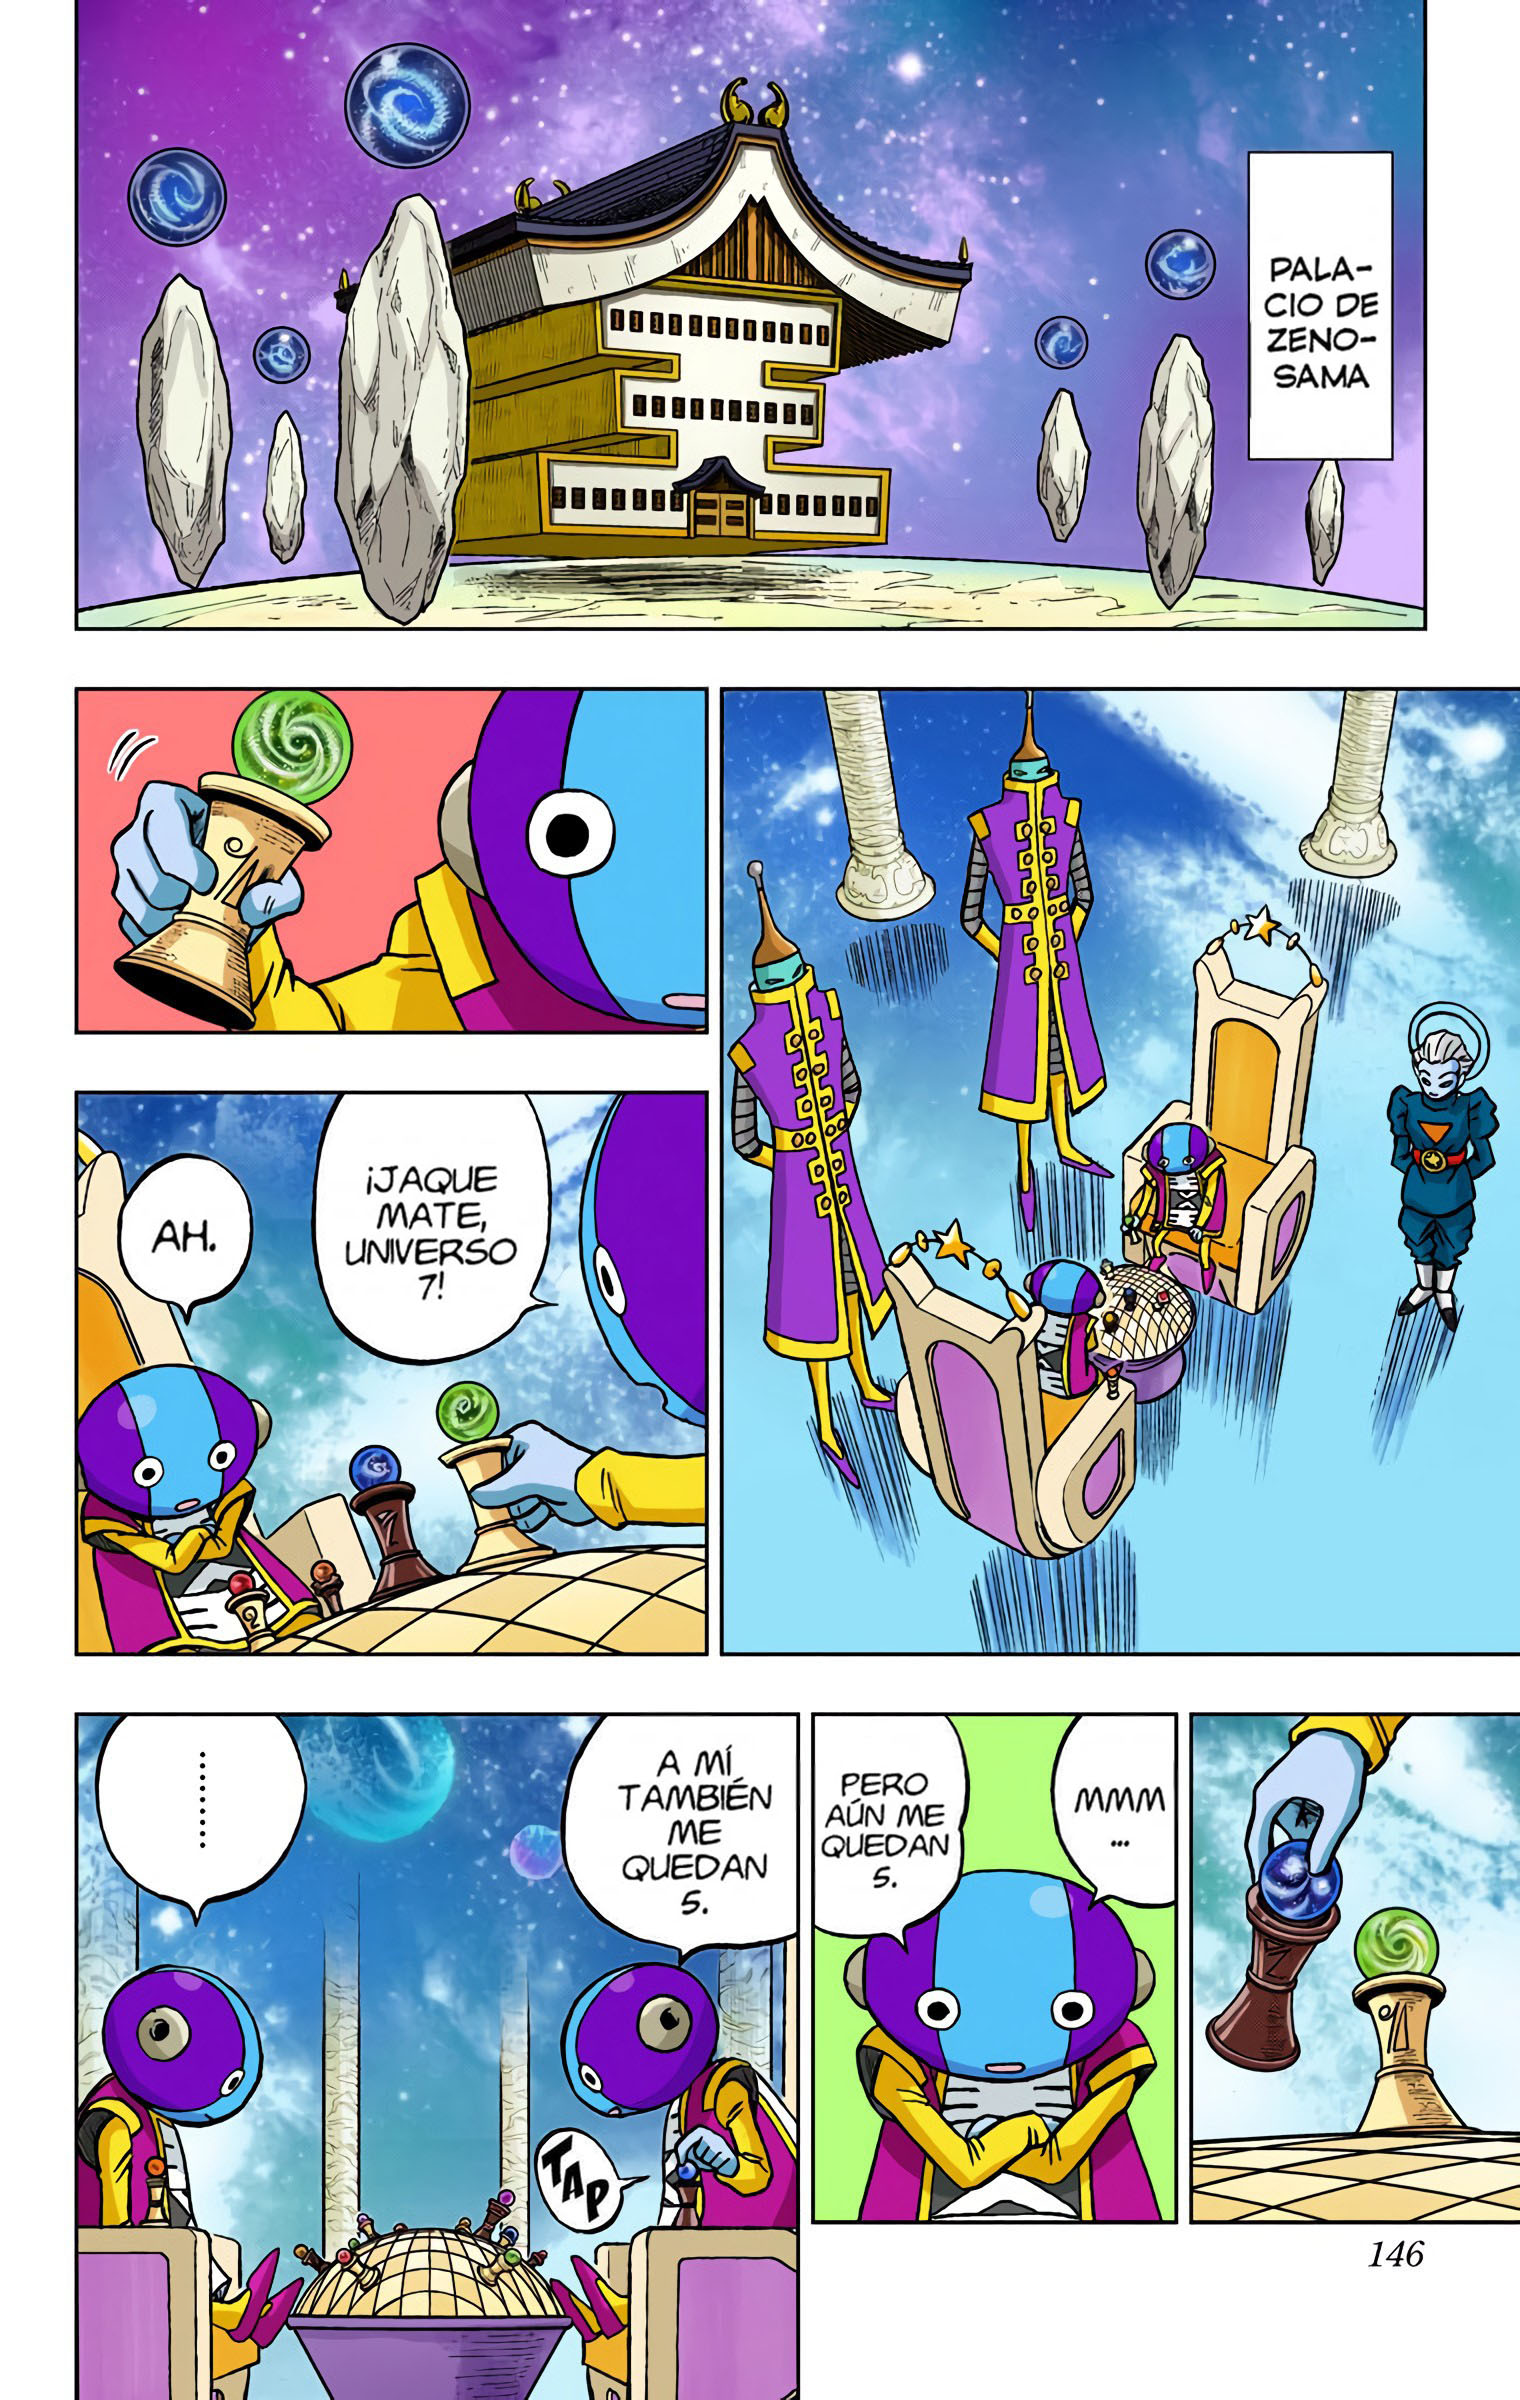 PALA-
CIO DE
ZENO-
SAMA
¡JAQUE
MATE,
UNIVERSO
7!
AH.
MMM
...
PERO
AÚN ME
QUEDAN
5.
A MÍ
TAMBIÉN
ME
QUEDAN
5.
........
TAP
146